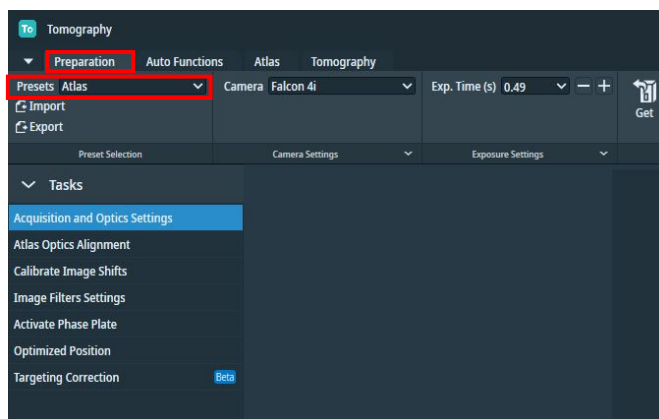 To Tomography
Preparation Auto Functions Atlas Tomography
Presets Atlas Camera Falcon 4i Exp. Time (s) 0.49
Import
Export
Get
Preset Selection Camera Settings Exposure Settings
Tasks
Acquisition and Optics Settings
Atlas Optics Alignment
Calibrate Image Shifts
Image Filters Settings
Activate Phase Plate
Optimized Position
Targeting Correction Beta